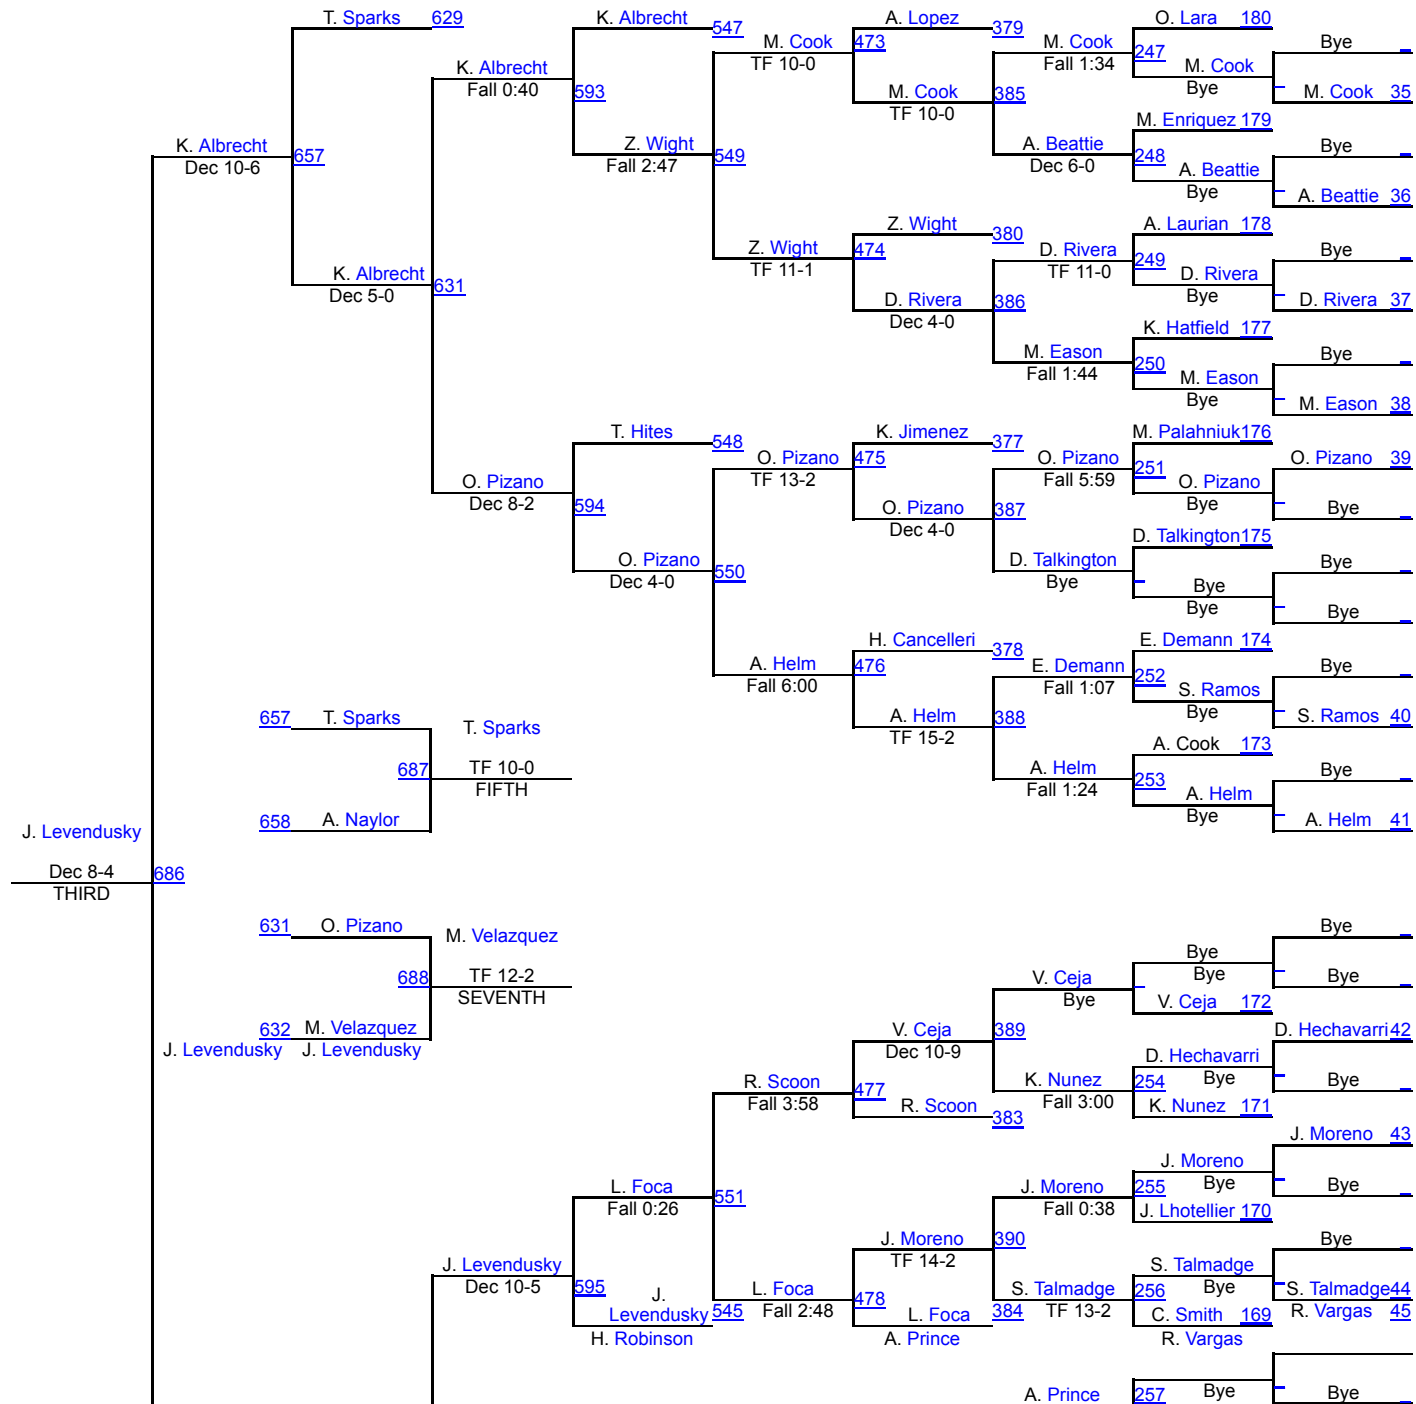 T. Sparks 629
K. Albrecht 547
A. Lopez 379
O. Lara 180
M. Cook 473
M. Cook
Bye
TF 10-0
Fall 1:34
247
K. Albrecht
M. Cook
Fall 0:40
593
M. Cook 385
Bye
M. Cook 35
TF 10-0
M. Enriquez 179
K. Albrecht
Z. Wight 549
A. Beattie
248
Bye
Dec 10-6
657
Fall 2:47
Dec 6-0
A. Beattie
Bye
A. Beattie 36
Z. Wight 380
A. Laurian 178
Z. Wight 474
D. Rivera
Bye
TF 11-1
TF 11-0
249
K. Albrecht 631
D. Rivera
Dec 5-0
D. Rivera 386
Bye
D. Rivera 37
Dec 4-0
K. Hatfield 177
M. Eason
Bye
Fall 1:44
250
M. Eason
Bye
M. Eason 38
T. Hites 548
K. Jimenez 377
M. Palahniuk 176
O. Pizano 475
O. Pizano
O. Pizano 39
TF 13-2
Fall 5:59
251
O. Pizano
O. Pizano
Dec 8-2
594
O. Pizano 387
Bye
Bye
Dec 4-0
D. Talkington 175
O. Pizano 550
D. Talkington
Bye
Dec 4-0
Bye
Bye
Bye
Bye
H. Cancelleri 378
E. Demann 174
A. Helm 476
E. Demann
252
Bye
Fall 6:00
Fall 1:07
S. Ramos
657 T. Sparks
T. Sparks
A. Helm 388
Bye
S. Ramos 40
TF 15-2
A. Cook 173
687
TF 10-0
A. Helm
253
Bye
FIFTH
Fall 1:24
A. Helm
658 A. Naylor
Bye
A. Helm 41
J. Levendusky
Dec 8-4
686
THIRD
631 O. Pizano
Bye
M. Velazquez
Bye
688
TF 12-2
V. Ceja
Bye
Bye
SEVENTH
Bye
V. Ceja 172
632 M. Velazquez
V. Ceja 389
D. Hechavarri 42
J. Levendusky J. Levendusky
Dec 10-9
D. Hechavarri
R. Scoon 477
K. Nunez
254
Bye
Bye
Fall 3:58
R. Scoon 383
Fall 3:00
K. Nunez 171
J. Moreno 43
J. Moreno
L. Foca 551
J. Moreno
255
Bye
Bye
Fall 0:26
Fall 0:38
J. Lhotellier 170
J. Moreno 390
J. Levendusky
TF 14-2
S. Talmadge
Bye
Dec 10-5
595
L. Foca 478
S. Talmadge
256
Bye
S. Talmadge 44
J.
Levendusky 545
Fall 2:48
L. Foca 384
TF 13-2
C. Smith 169
R. Vargas 45
H. Robinson
A. Prince
R. Vargas
A. Prince
257
Bye
Bye